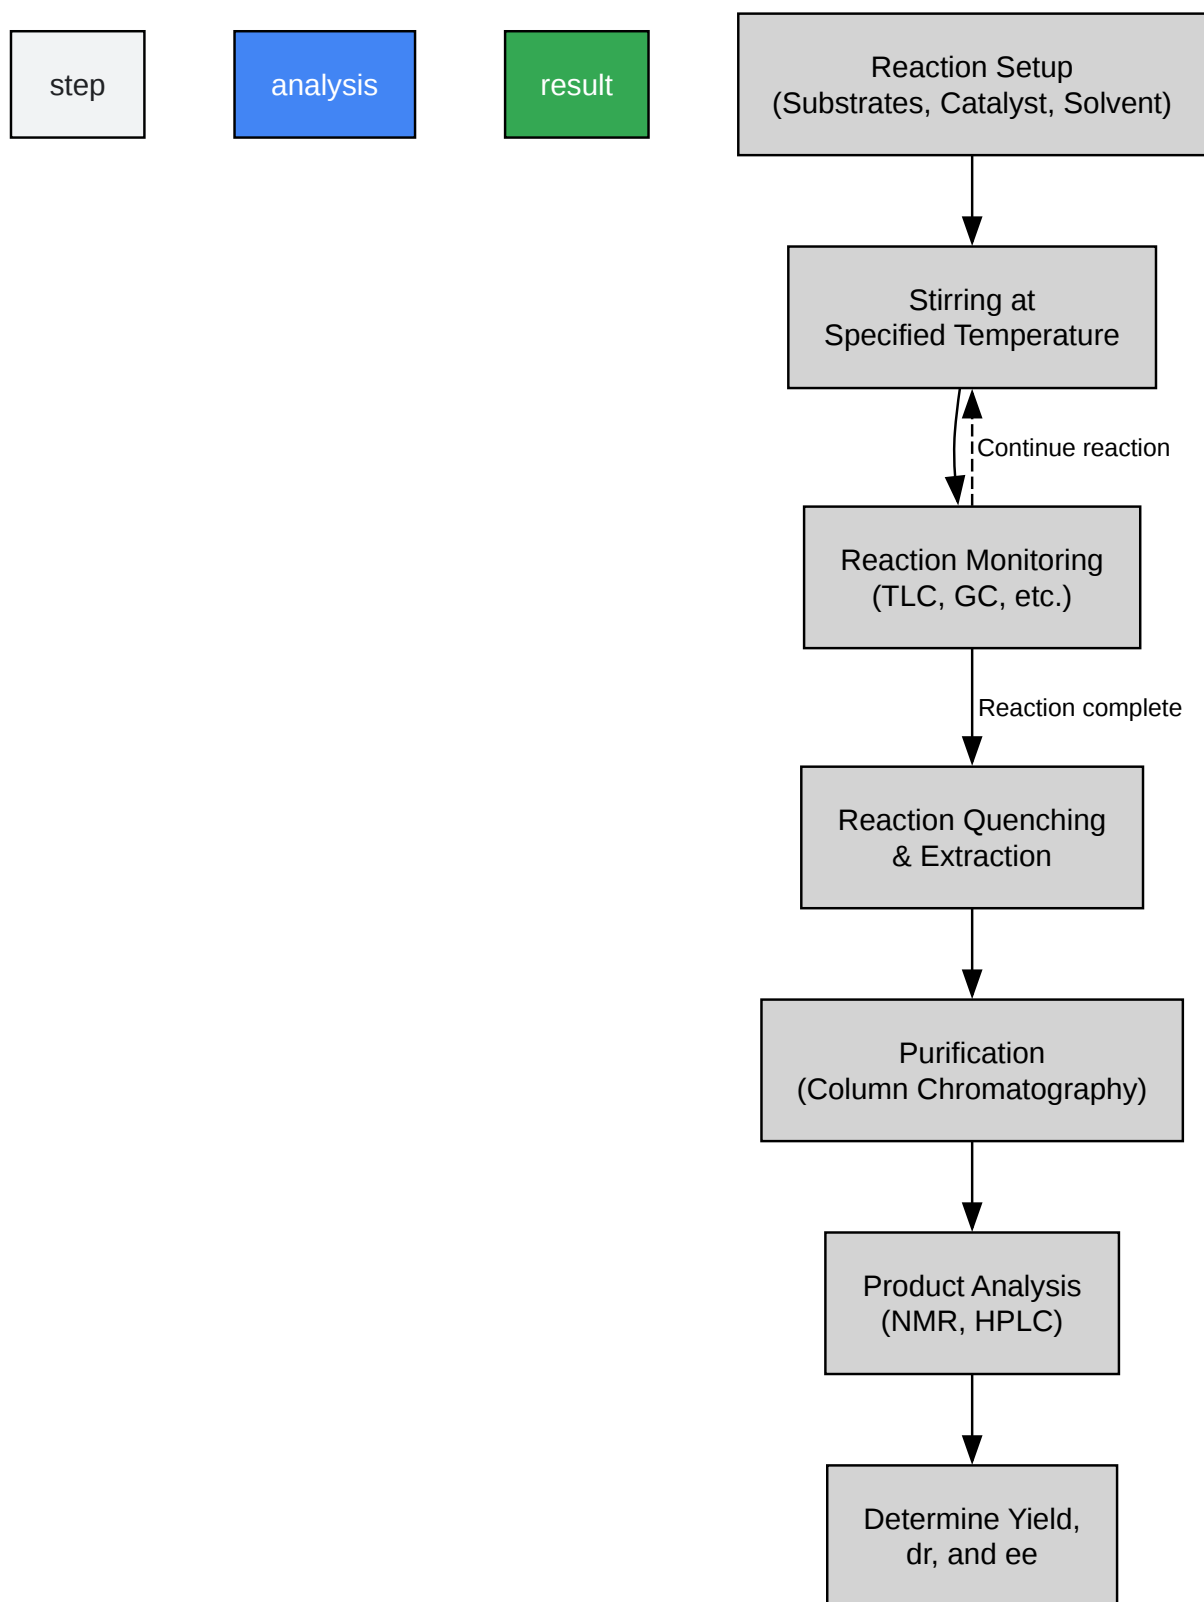 step
analysis
result
Reaction Setup
(Substrates, Catalyst, Solvent)
Stirring at
Specified Temperature
Continue reaction
Reaction Monitoring
(TLC, GC, etc.)
Reaction complete
Reaction Quenching
& Extraction
Purification
(Column Chromatography)
Product Analysis
(NMR, HPLC)
Determine Yield,
dr, and ee